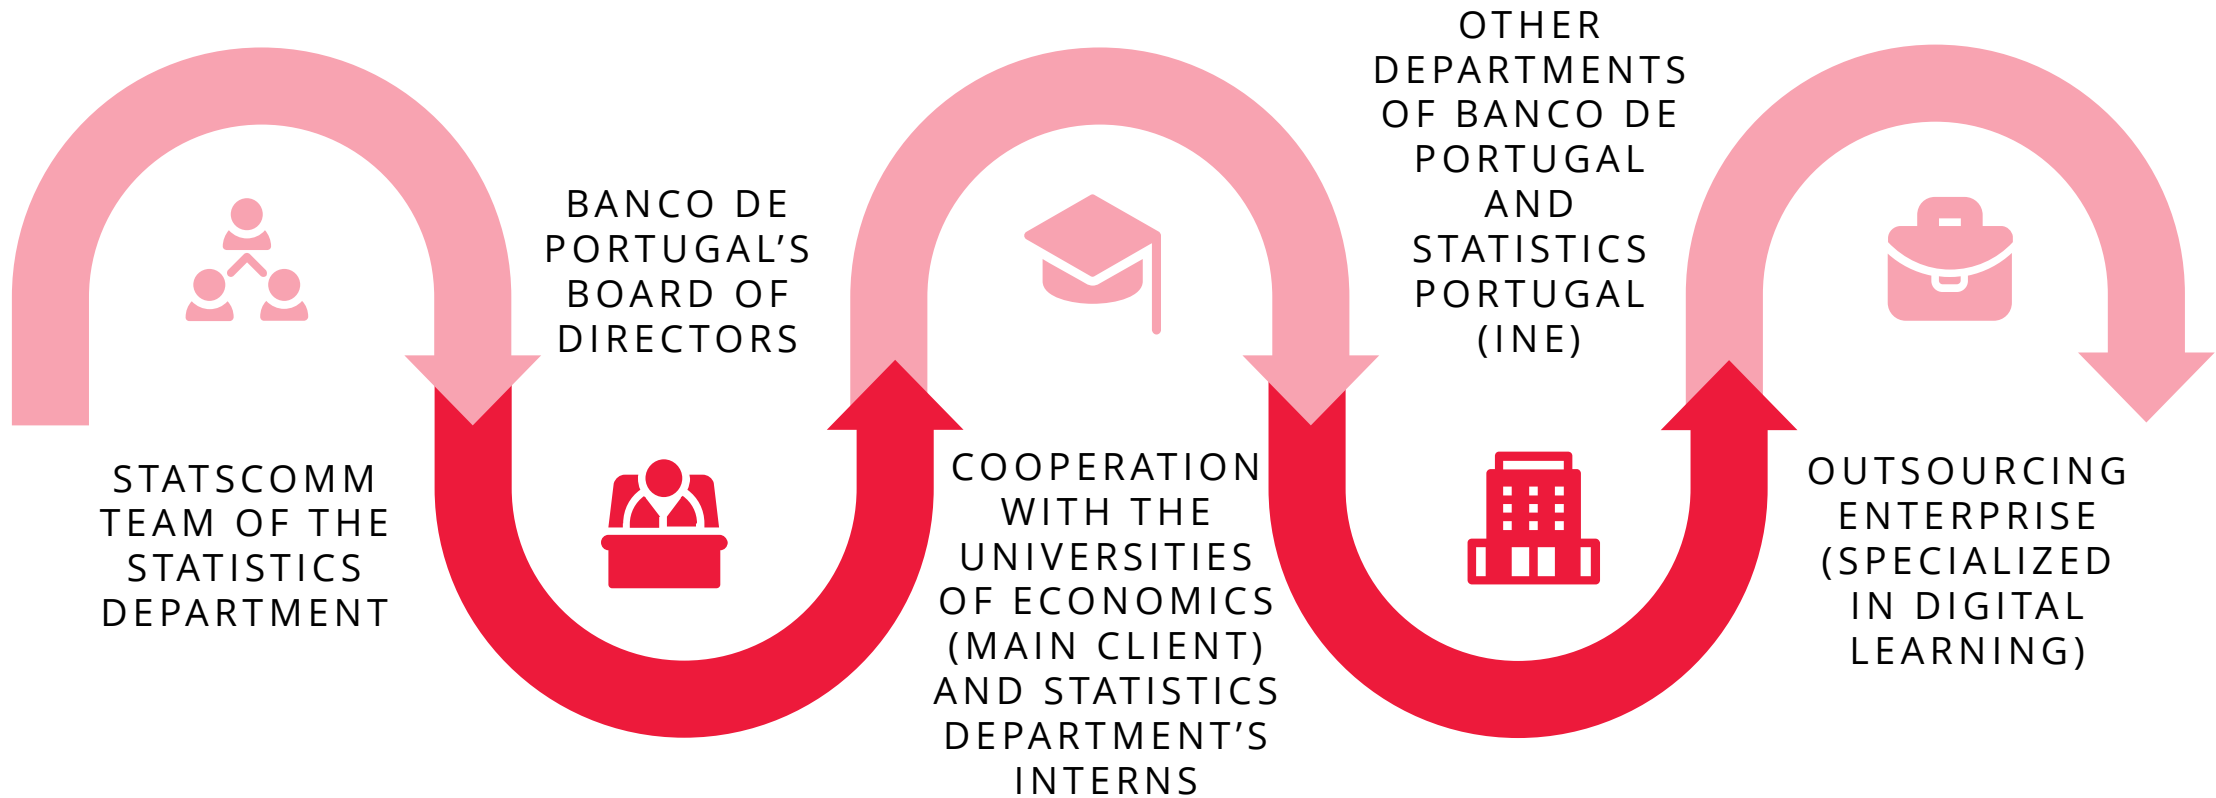 STATSCOMM
TEAM OF THE
STATISTICS
DEPARTMENT
BANCO DE
PORTUGAL’S
BOARD OF
DIRECTORS
COOPERATION
WITH THE
UNIVERSITIES
OF ECONOMICS
(MAIN CLIENT)
AND STATISTICS
DEPARTMENT’S
INTERNS
OTHER
DEPARTMENTS
OF BANCO DE
PORTUGAL
AND
STATISTICS
PORTUGAL
(INE)
OUTSOURCING
ENTERPRISE
(SPECIALIZED
IN DIGITAL
LEARNING)